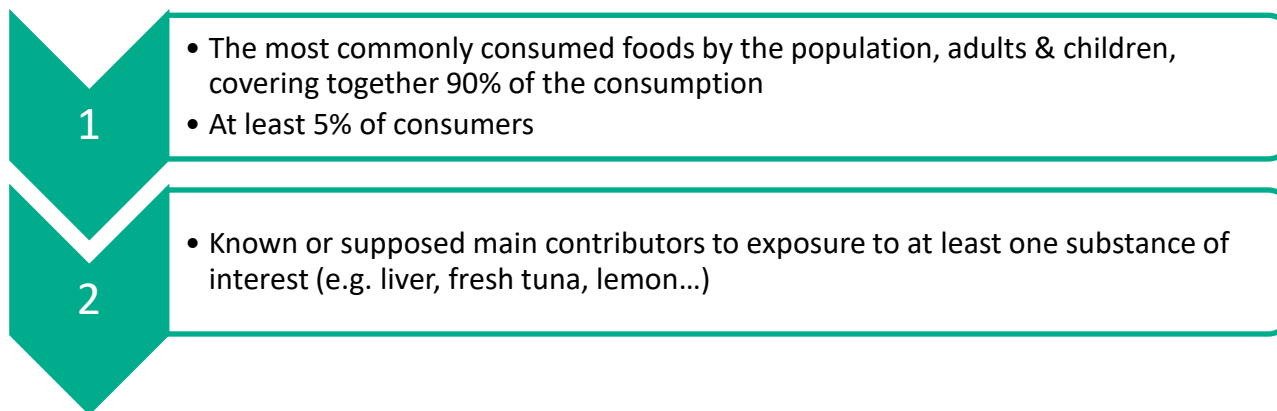 1
• The most commonly consumed foods by the population, adults & children,
covering together 90% of the consumption
• At least 5% of consumers
2
• Known or supposed main contributors to exposure to at least one substance of
interest (e.g. liver, fresh tuna, lemon…)